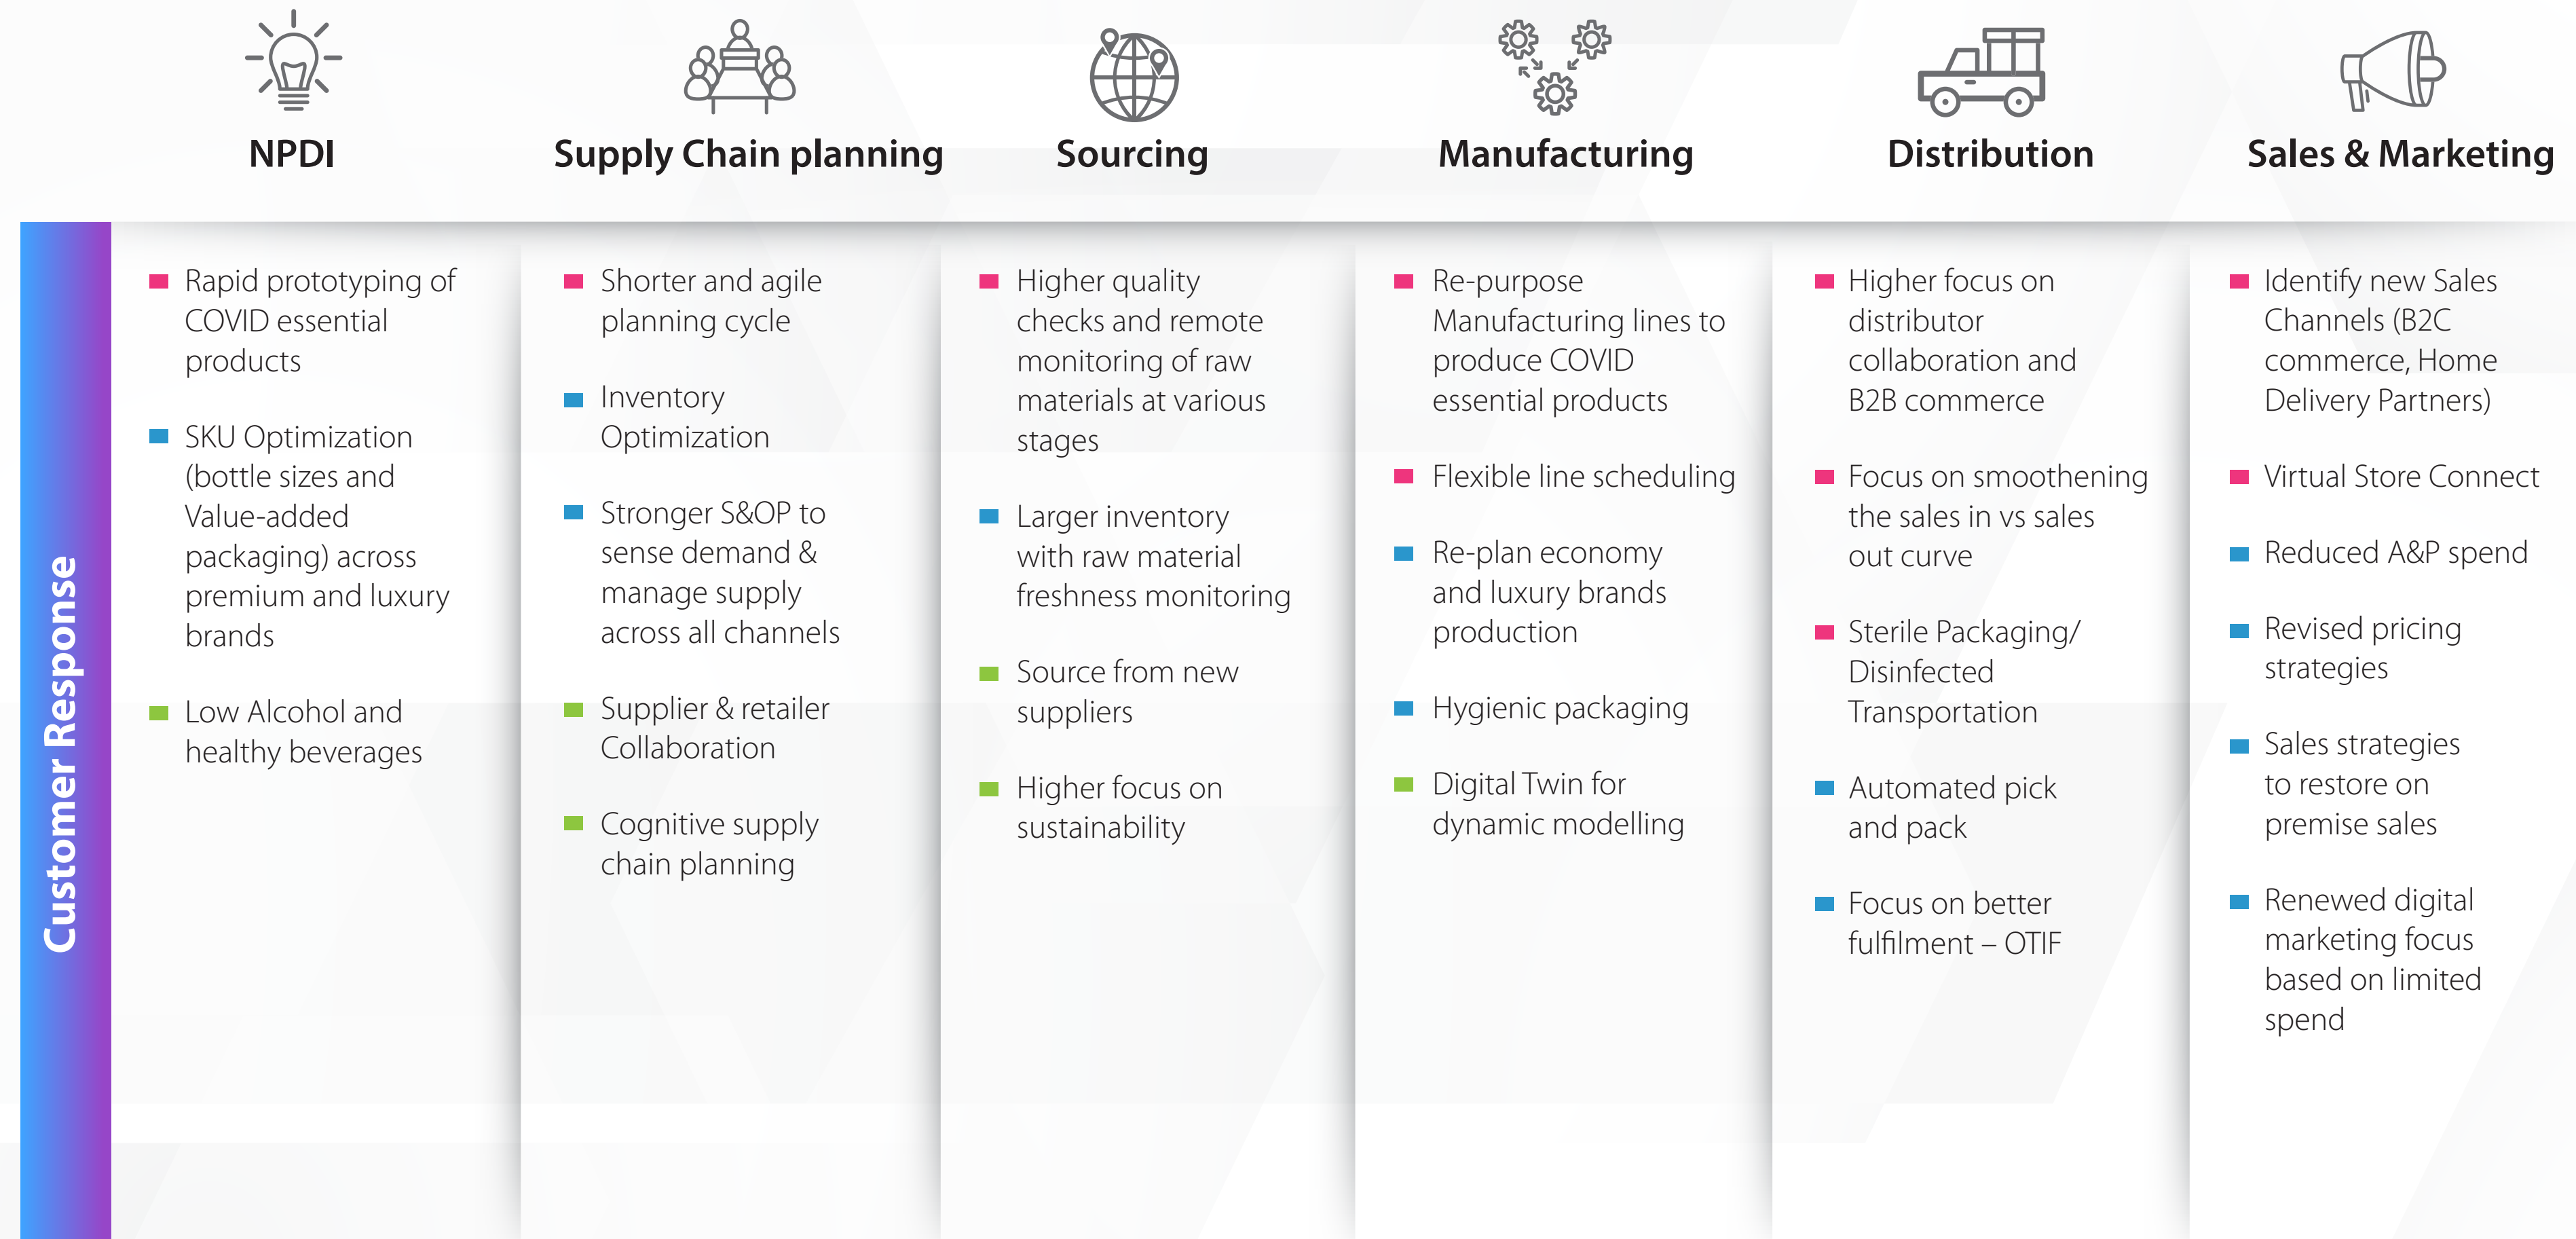 NPDI
Supply Chain planning
Sourcing
Manufacturing
Distribution
Sales & Marketing
Customer Response
Rapid prototyping of
COVID essential
products
SKU Optimization
(bottle sizes and
Value-added
packaging) across
premium and luxury
brands
Low Alcohol and
healthy beverages
Shorter and agile
planning cycle
Inventory
Optimization
Stronger S&OP to
sense demand &
manage supply
across all channels
Supplier & retailer
Collaboration
Cognitive supply
chain planning
Higher quality
checks and remote
monitoring of raw
materials at various
stages
Larger inventory
with raw material
freshness monitoring
Source from new
suppliers
Higher focus on
sustainability
Re-purpose
Manufacturing lines to
produce COVID
essential products
Flexible line scheduling
Re-plan economy
and luxury brands
production
Hygienic packaging
Digital Twin for
dynamic modelling
Higher focus on
distributor
collaboration and
B2B commerce
Focus on smoothening
the sales in vs sales
out curve
Sterile Packaging/
Disinfected
Transportation
Automated pick
and pack
Focus on better
fulfilment – OTIF
Identify new Sales
Channels (B2C
commerce, Home
Delivery Partners)
Virtual Store Connect
Reduced A&P spend
Revised pricing
strategies
Sales strategies
to restore on
premise sales
Renewed digital
marketing focus
based on limited
spend